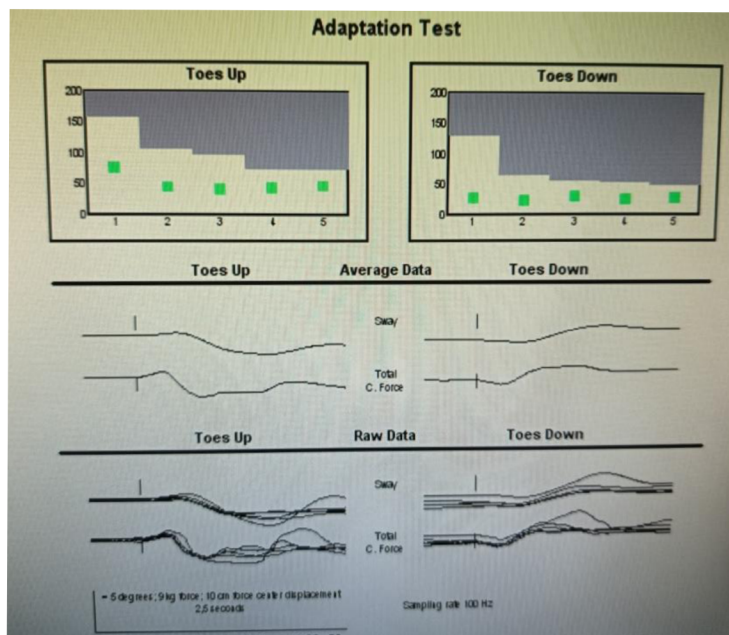 Adaptation Test
Toes Up
200
150
100
50
0
1 2 3 4 5
Toes Down
200
150
100
50
0
1 2 3 4 5
Toes Up Average Data Toes Down
Sway
Total
C. Force
Toes Up Raw Data Toes Down
Sway
Total
C. Force
= 5 degrees; 9 kg force; 10 cm force center displacement
2,5 seconds
Sampling rate 100 Hz